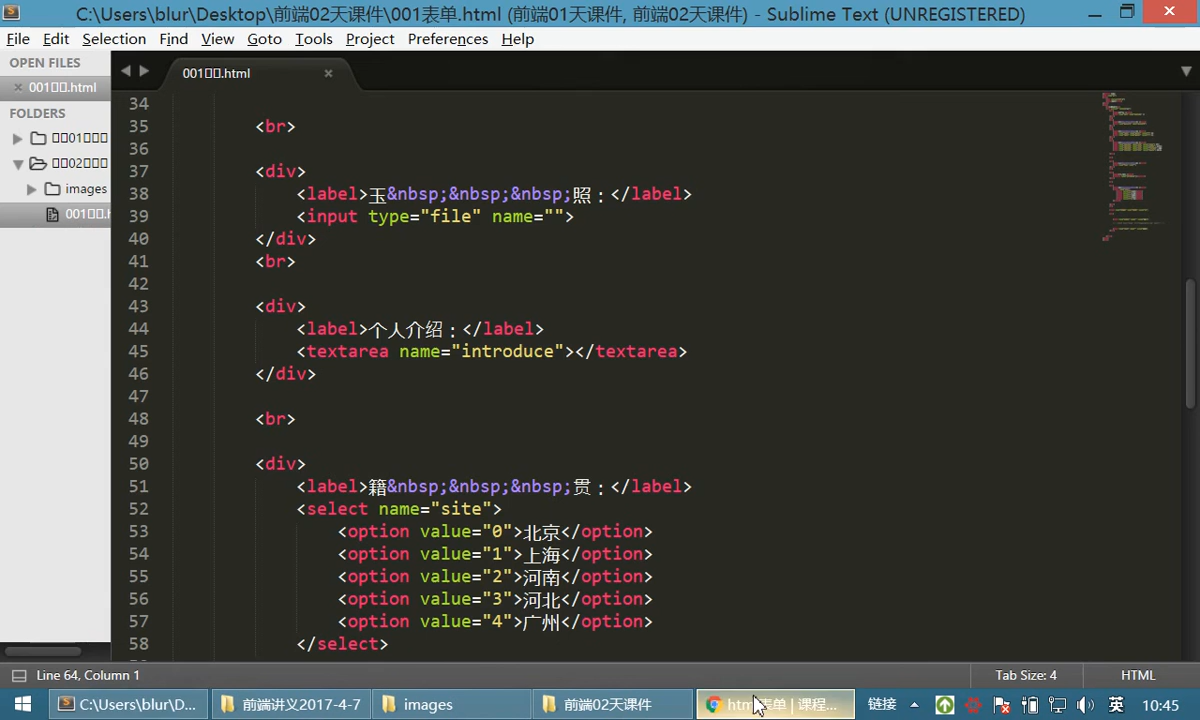 C:\Users\blur\Desktop\前端02天课件\001表单.html (前端01天课件, 前端02天课件) - Sublime Text (UNREGISTERED)
File Edit Selection Find View Goto Tools Project Preferences Help
OPEN FILES
001□□.html
FOLDERS
□□01□□□
□□02□□□
images
001□□.h
001□□.html
34
35 <br>
36
37 <div>
38 <label>玉&nbsp;&nbsp;&nbsp;照：</label>
39 <input type="file" name="">
40 </div>
41 <br>
42
43 <div>
44 <label>个人介绍：</label>
45 <textarea name="introduce"></textarea>
46 </div>
47
48 <br>
49
50 <div>
51 <label>籍&nbsp;&nbsp;&nbsp;贯：</label>
52 <select name="site">
53 <option value="0">北京</option>
54 <option value="1">上海</option>
55 <option value="2">河南</option>
56 <option value="3">河北</option>
57 <option value="4">广州</option>
58 </select>
Line 64, Column 1 Tab Size: 4 HTML
C:\Users\blur\D... 前端讲义2017-4-7 images 前端02天课件 html表单 | 课程... 链接 英 10:45